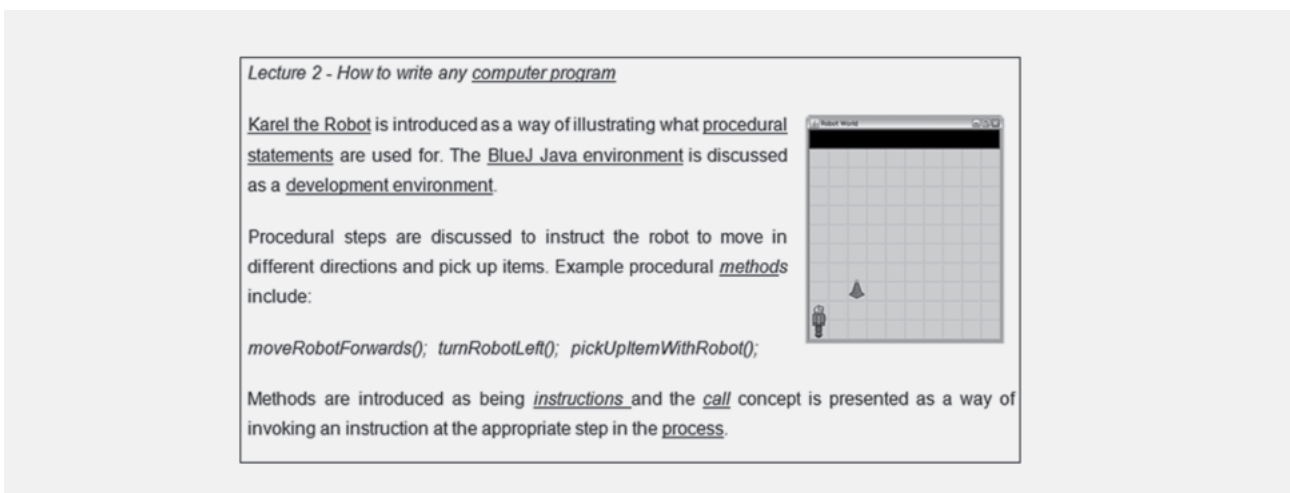 Lecture 2 - How to write any computer program
Karel the Robot is introduced as a way of illustrating what procedural
statements are used for. The BlueJ Java environment is discussed
as a development environment.
Robot World
Procedural steps are discussed to instruct the robot to move in
different directions and pick up items. Example procedural methods
include:
moveRobotForwards(); turnRobotLeft(); pickUpItemWithRobot();
Methods are introduced as being instructions and the call concept is presented as a way of
invoking an instruction at the appropriate step in the process.